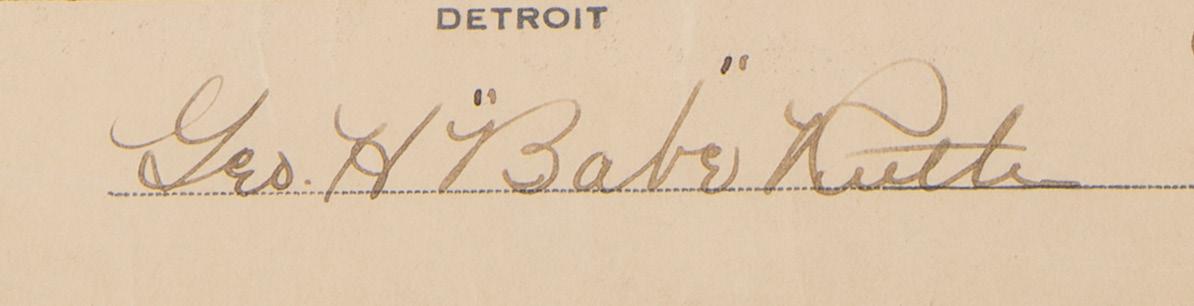 DETROIT
Geo. H "Babe" Ruth